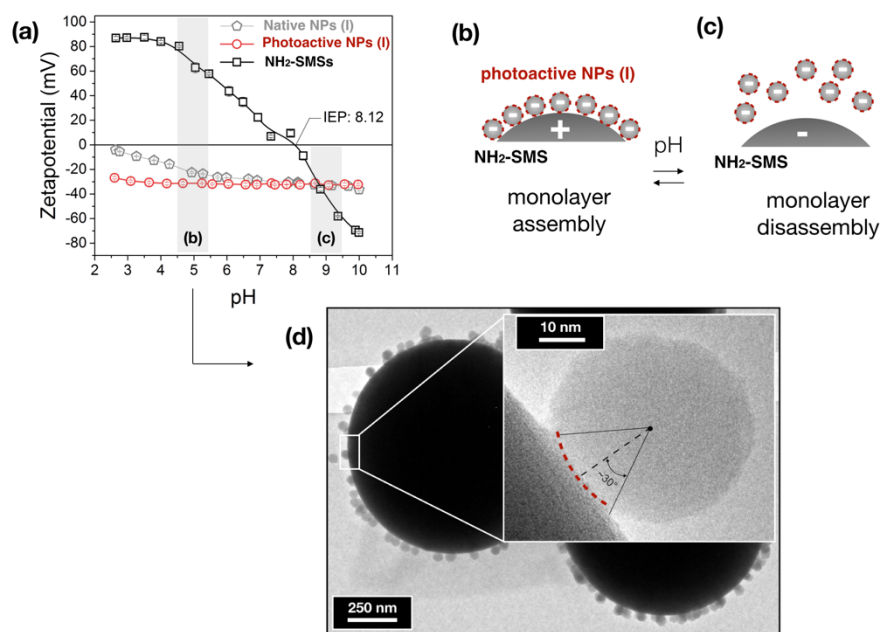 (a)
100
80
60
40
20
0
-20
-40
-60
-80
Zetapotential (mV)
Native NPs (I)
Photoactive NPs (I)
NH2-SMSs
IEP: 8.12
(b)
(c)
2 3 4 5 6 7 8 9 10 11
pH
(b)
photoactive NPs (I)
+
NH2-SMS
monolayer
assembly
pH
(c)
-
NH2-SMS
monolayer
disassembly
(d)
10 nm
~30°
250 nm